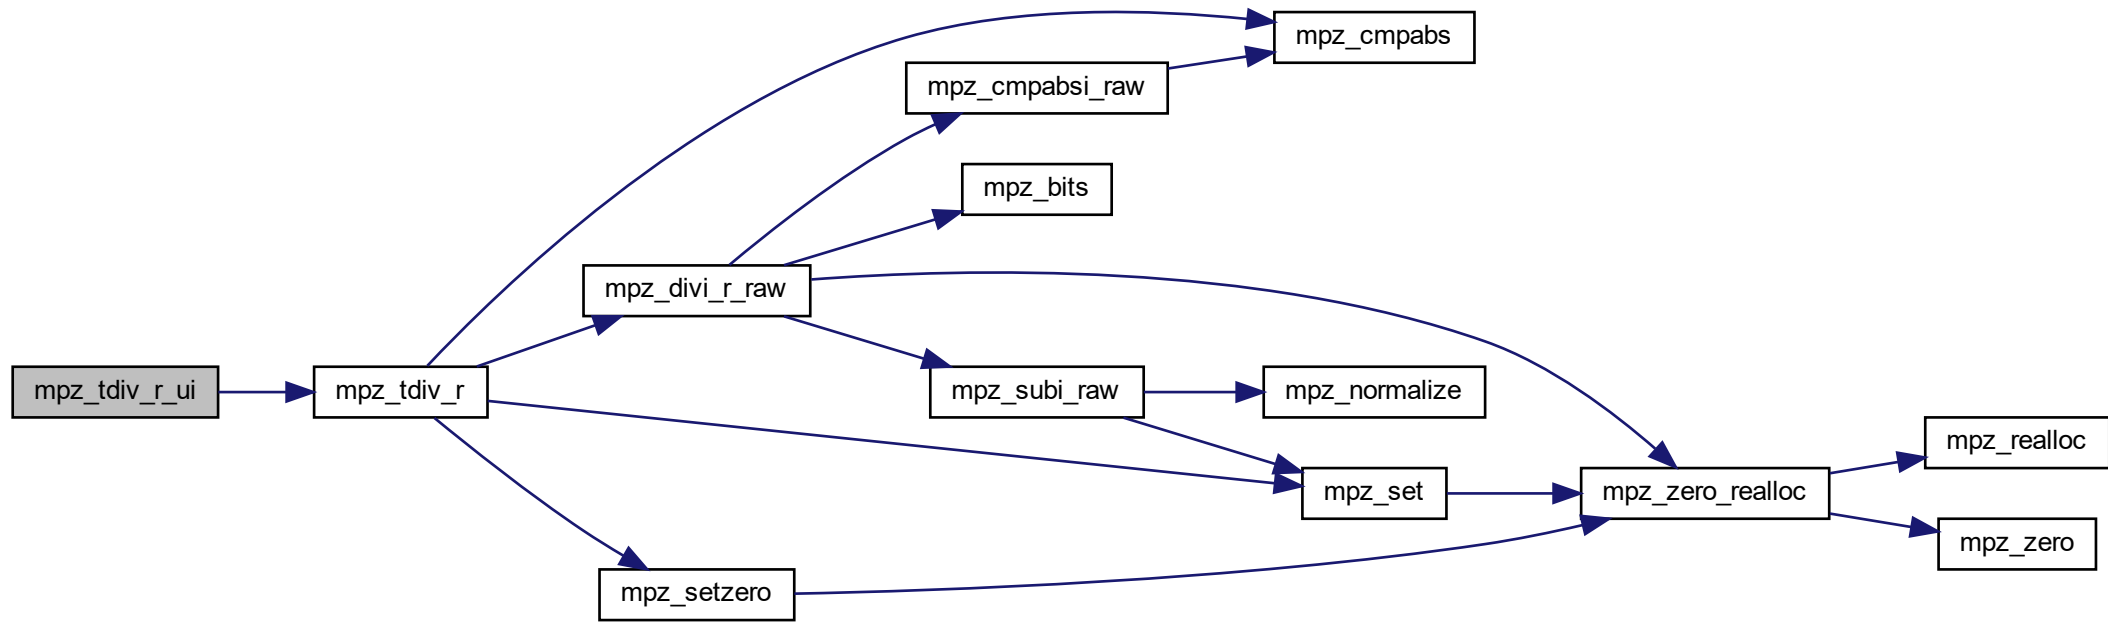 mpz_cmpabs
mpz_cmpabsi_raw
mpz_bits
mpz_divi_r_raw
mpz_tdiv_r_ui
mpz_tdiv_r
mpz_subi_raw
mpz_normalize
mpz_realloc
mpz_set
mpz_zero_realloc
mpz_zero
mpz_setzero